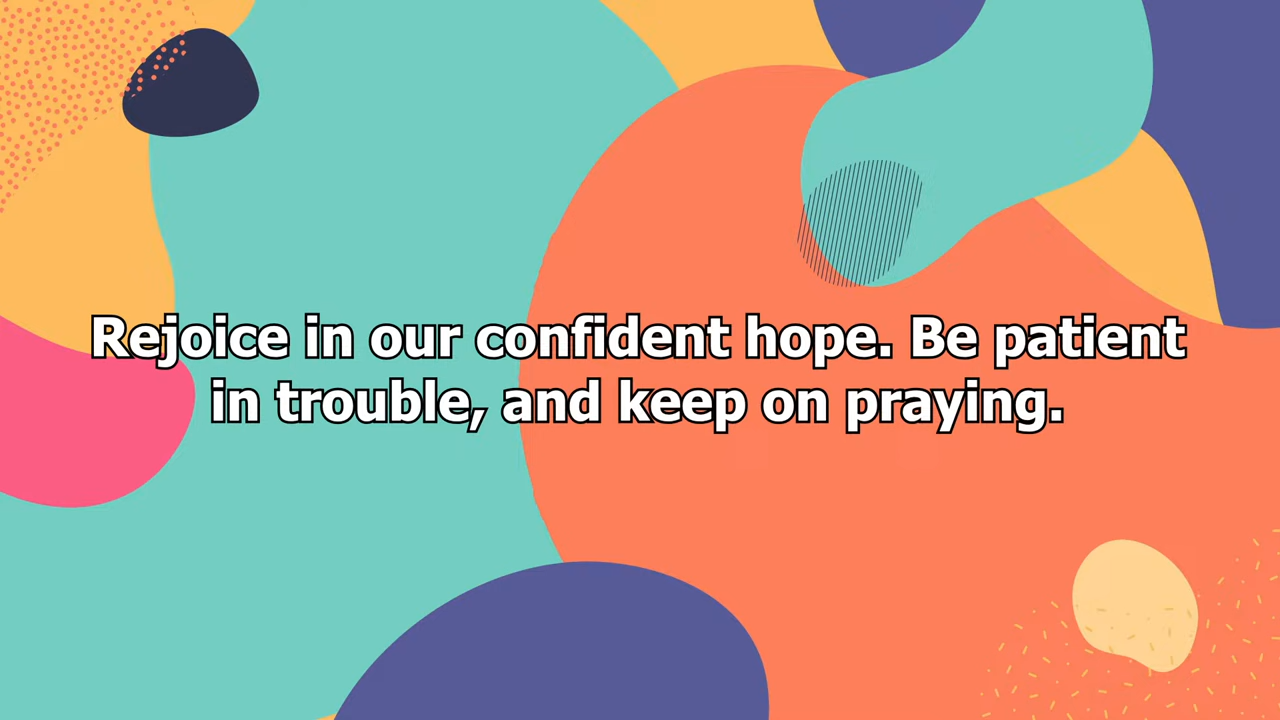 Rejoice in our confident hope. Be patient
in trouble, and keep on praying.